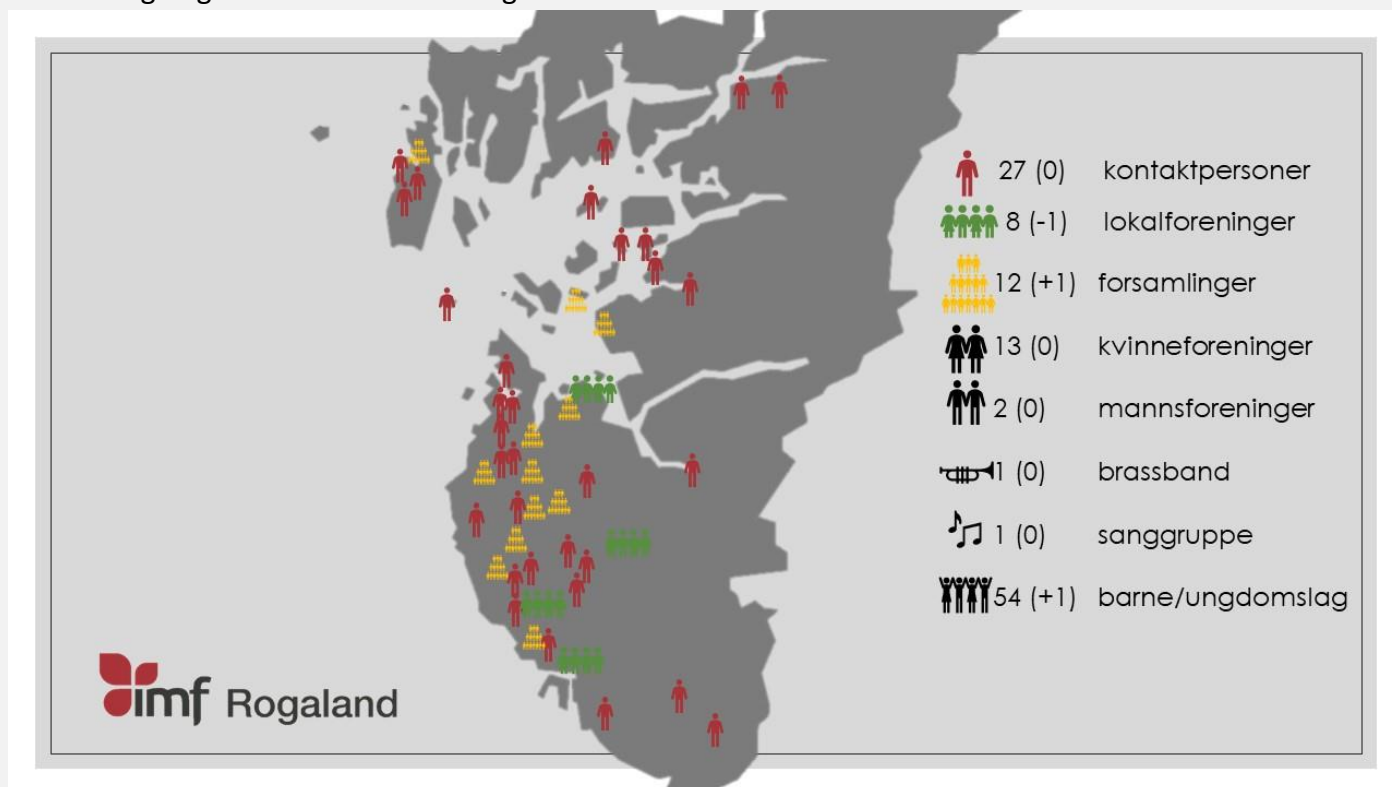 27 (0) kontaktpersoner
8 (-1) lokalforeninger
12 (+1) forsamlinger
13 (0) kvinneforeninger
2 (0) mannsforeninger
1 (0) brassband
1 (0) sanggruppe
54 (+1) barne/ungdomslag
imf Rogaland